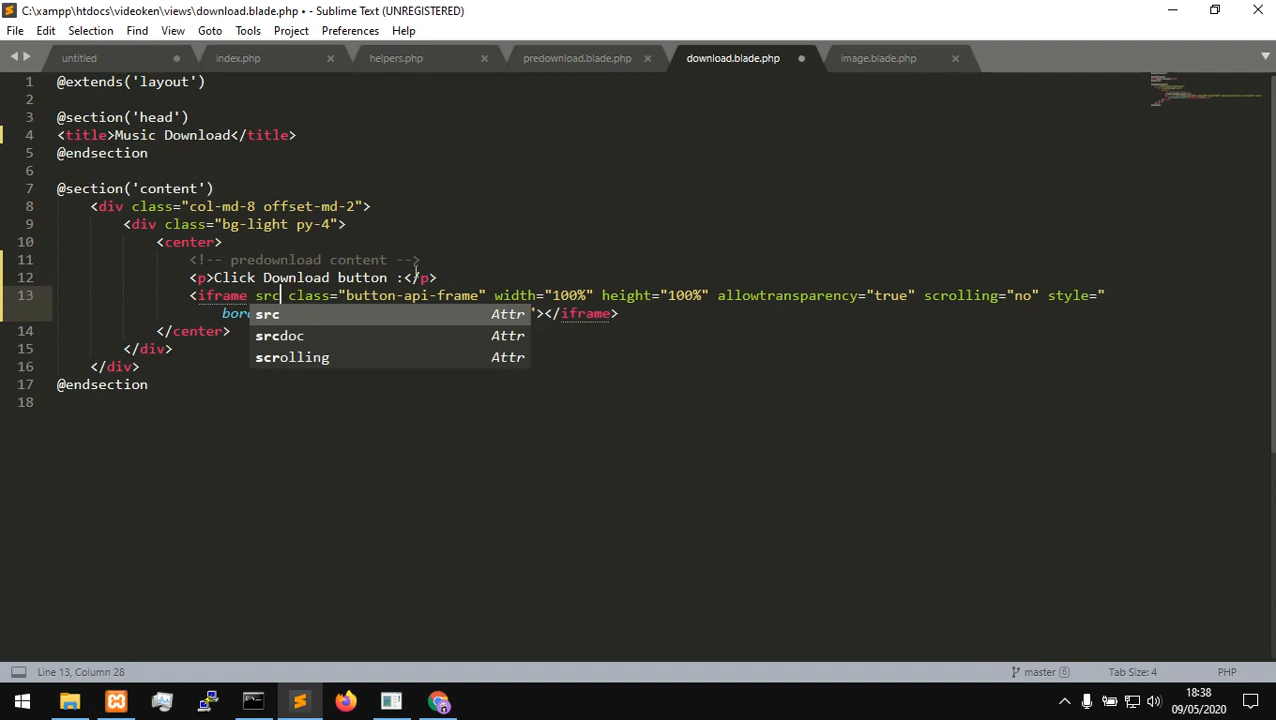 C:\xampp\htdocs\videoken\views\download.blade.php • - Sublime Text (UNREGISTERED)
File Edit Selection Find View Goto Tools Project Preferences Help
untitled index.php helpers.php predownload.blade.php download.blade.php image.blade.php
1 @extends('layout')
2
3 @section('head')
4 <title>Music Download</title>
5 @endsection
6
7 @section('content')
8 <div class="col-md-8 offset-md-2">
9 <div class="bg-light py-4">
10 <center>
11 <!-- predownload content -->
12 <p>Click Download button :</p>
13 <iframe src class="button-api-frame" width="100%" height="100%" allowtransparency="true" scrolling="no" style="
bord "></iframe>
src Attr
srcdoc Attr
scrolling Attr
14 </center>
15 </div>
16 </div>
17 @endsection
18
Line 13, Column 28 master 6 Tab Size: 4 PHP
18:38
09/05/2020